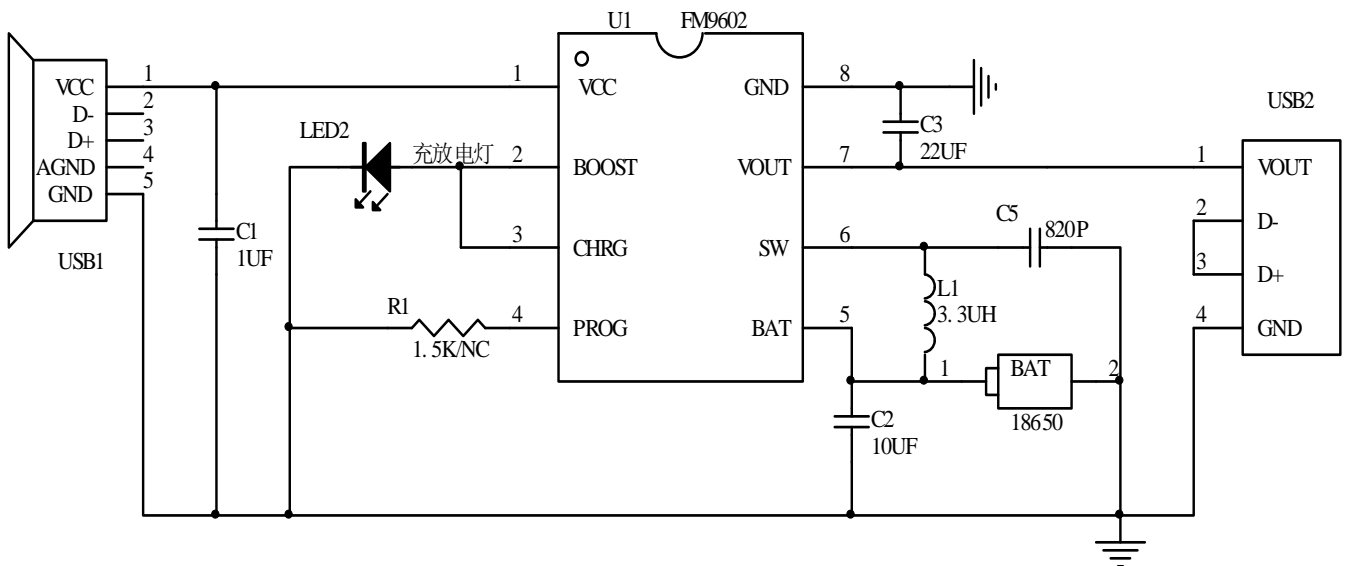 U1 FM9602
VCC 1
D- 2
D+ 3
AGND 4
GND 5
USB1
C1
1UF
LED2
充放电灯
R1
1. 5K/NC
1 VCC
2 BOOST
3 CHRG
4 PROG
GND 8
VOUT 7
SW 6
BAT 5
C3
22UF
C5
820P
L1
3. 3UH
1 BAT 2
18650
C2
10UF
USB2
1 VOUT
2 D-
3 D+
4 GND